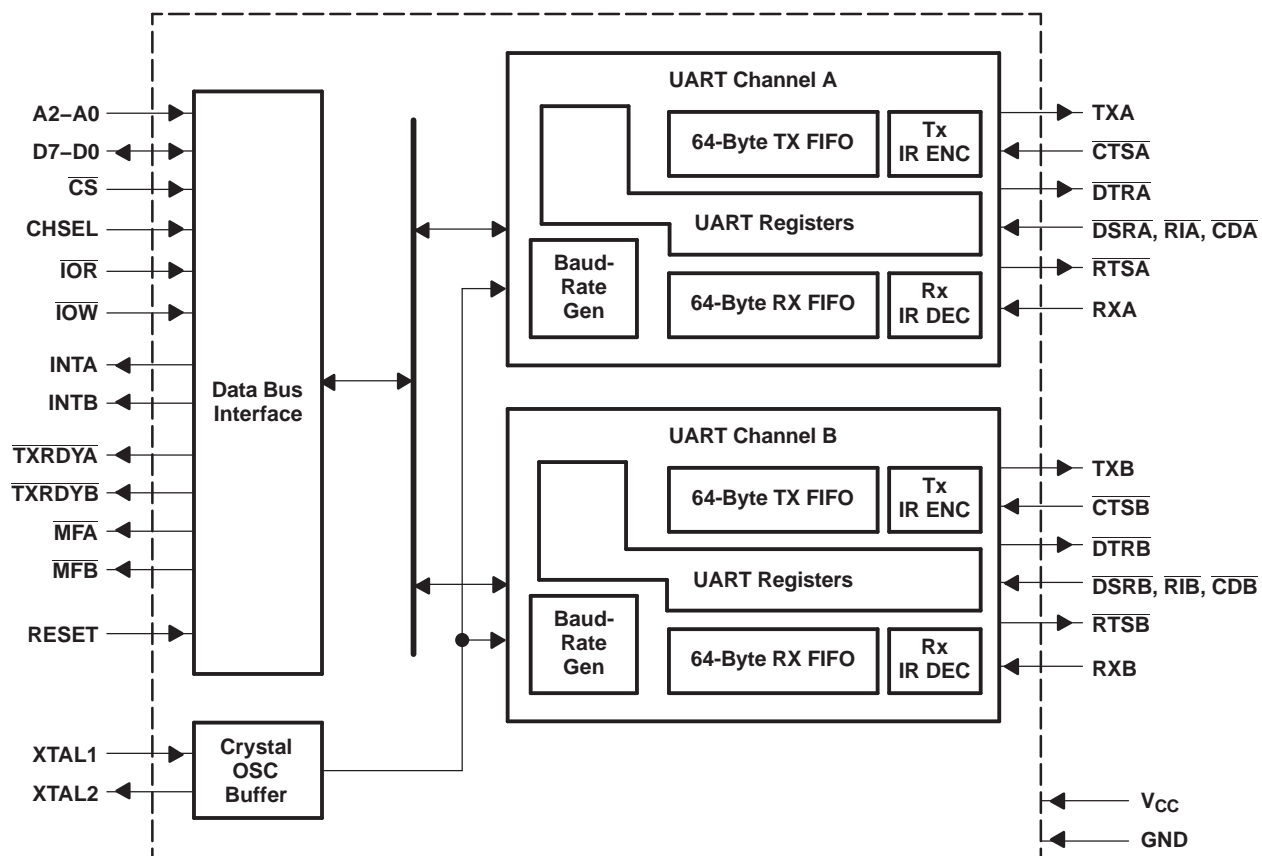 A2–A0
D7–D0
CS
CHSEL
IOR
IOW
INTA
INTB
TXRDYA
TXRDYB
MFA
MFB
RESET
XTAL1
XTAL2
Data Bus
Interface
Crystal
OSC
Buffer
UART Channel A
64-Byte TX FIFO
Tx
IR ENC
UART Registers
Baud-
Rate
Gen
64-Byte RX FIFO
Rx
IR DEC
UART Channel B
64-Byte TX FIFO
Tx
IR ENC
UART Registers
Baud-
Rate
Gen
64-Byte RX FIFO
Rx
IR DEC
TXA
CTSA
DTRA
DSRA, RIA, CDA
RTSA
RXA
TXB
CTSB
DTRB
DSRB, RIB, CDB
RTSB
RXB
VCC
GND